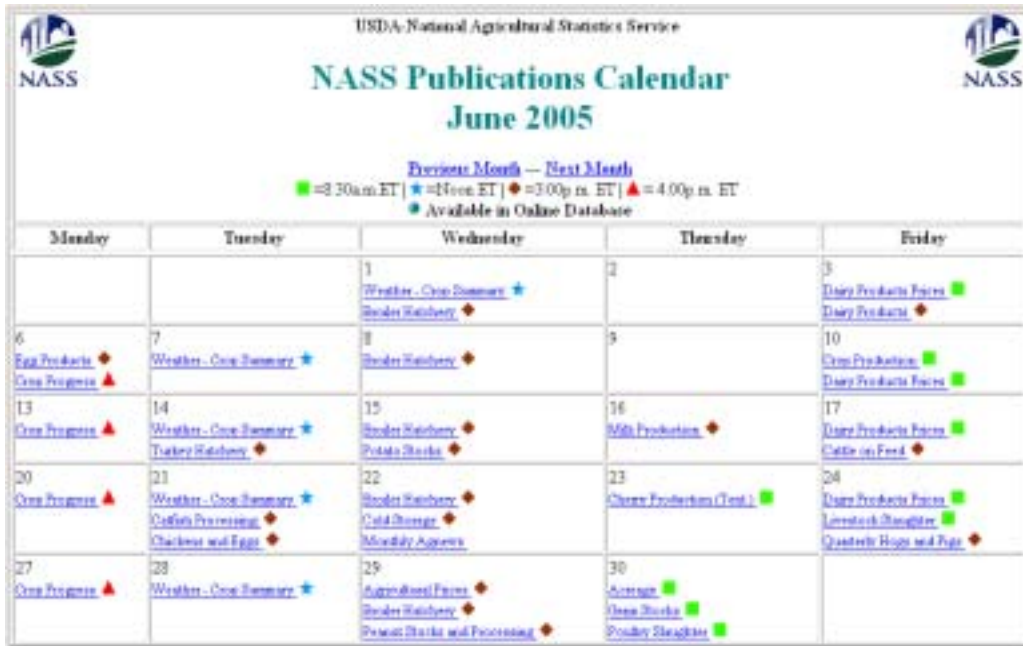 USDA-National Agricultural Statistics Service
NASS
NASS
NASS Publications Calendar
June 2005
Previous Month — Next Month
=8:30a.m.ET | =Noon ET | =3:00p.m. ET | = 4:00p.m. ET
Available in Online Database
Monday Tuesday Wednesday Thursday Friday
1
Weather - Crop Summary
Broiler Hatchery
2
3
Dairy Products Prices
Dairy Products
6
Egg Products
Crop Progress
7
Weather - Crop Summary
8
Broiler Hatchery
9
10
Crop Production
Dairy Products Prices
13
Crop Progress
14
Weather - Crop Summary
Turkey Hatchery
15
Broiler Hatchery
Potato Stocks
16
Milk Production
17
Dairy Products Prices
Cattle on Feed
20
Crop Progress
21
Weather - Crop Summary
Catfish Processing
Chickens and Eggs
22
Broiler Hatchery
Cold Storage
Monthly Agnews
23
Cherry Production (Tent.)
24
Dairy Products Prices
Livestock Slaughter
Quarterly Hogs and Pigs
27
Crop Progress
28
Weather - Crop Summary
29
Agricultural Prices
Broiler Hatchery
Peanut Stocks and Processing
30
Acreage
Grain Stocks
Poultry Slaughter